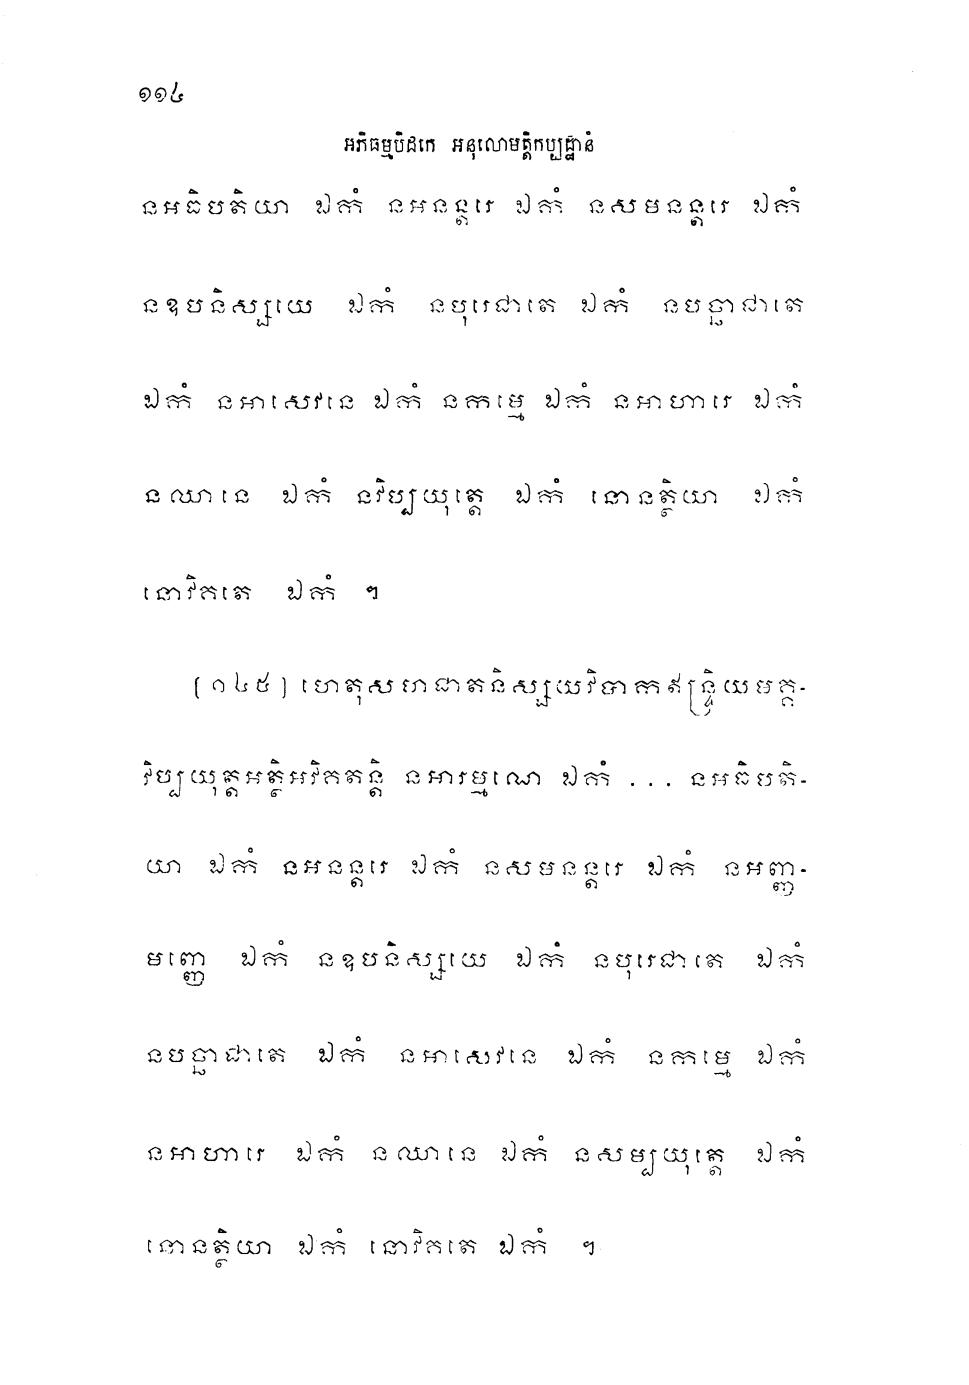 ១១៤
អភិធម្មបិដកេ អនុលោមត្តិកប្បដ្ឋានំ
នអធិបតិយា ឯកំ នអនន្តរេ ឯកំ នសមនន្តរេ ឯកំ
នឧបនិស្សយេ ឯកំ នបុរេជាតេ ឯកំ នបច្ឆាជាតេ
ឯកំ នអាសេវនេ ឯកំ នកម្មេ ឯកំ នអាហារេ ឯកំ
នឈានេ ឯកំ នវិប្បយុត្តេ ឯកំ នោនត្ថិយា ឯកំ
នោវិគតេ ឯកំ ។
[១៤៥] ហេតុសហជាតនិស្សយវិបាកឥន្ទ្រិយមគ្គ-
វិប្បយុត្តអត្ថិអវិគតន្តិ នអារម្មណេ ឯកំ ... នអធិបតិ-
យា ឯកំ នអនន្តរេ ឯកំ នសមនន្តរេ ឯកំ នអញ្ញ-
មញ្ញេ ឯកំ នឧបនិស្សយេ ឯកំ នបុរេជាតេ ឯកំ
នបច្ឆាជាតេ ឯកំ នអាសេវនេ ឯកំ នកម្មេ ឯកំ
នអាហារេ ឯកំ នឈានេ ឯកំ នសម្បយុត្តេ ឯកំ
នោនត្ថិយា ឯកំ នោវិគតេ ឯកំ ។